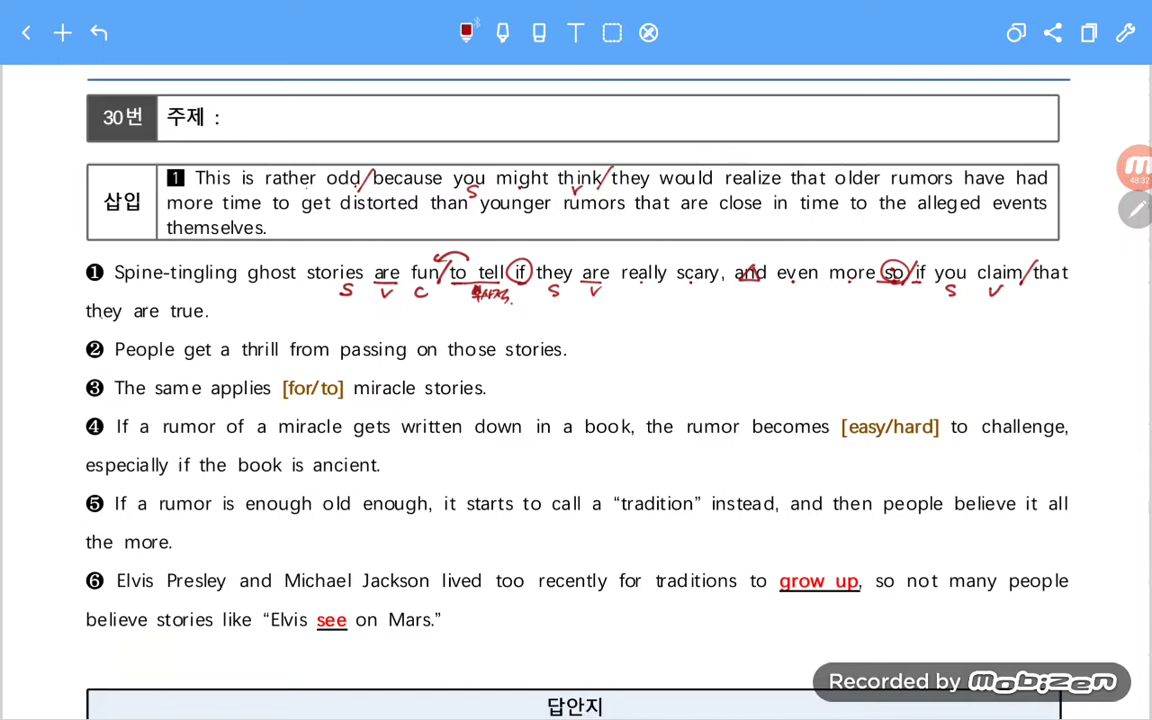 30번 주제 :
삽입
1 This is rather odd/because you might think/they would realize that older rumors have had
S V
more time to get distorted than younger rumors that are close in time to the alleged events
themselves.
❶ Spine-tingling ghost stories are fun/to tell if they are really scary, and even more so/if you claim/that
S V C 부사적. S V S V
they are true.
❷ People get a thrill from passing on those stories.
❸ The same applies [for/to] miracle stories.
❹ If a rumor of a miracle gets written down in a book, the rumor becomes [easy/hard] to challenge,
especially if the book is ancient.
❺ If a rumor is enough old enough, it starts to call a “tradition” instead, and then people believe it all
the more.
❻ Elvis Presley and Michael Jackson lived too recently for traditions to grow up, so not many people
believe stories like “Elvis see on Mars.”
Recorded by mobizen
답안지
48:32